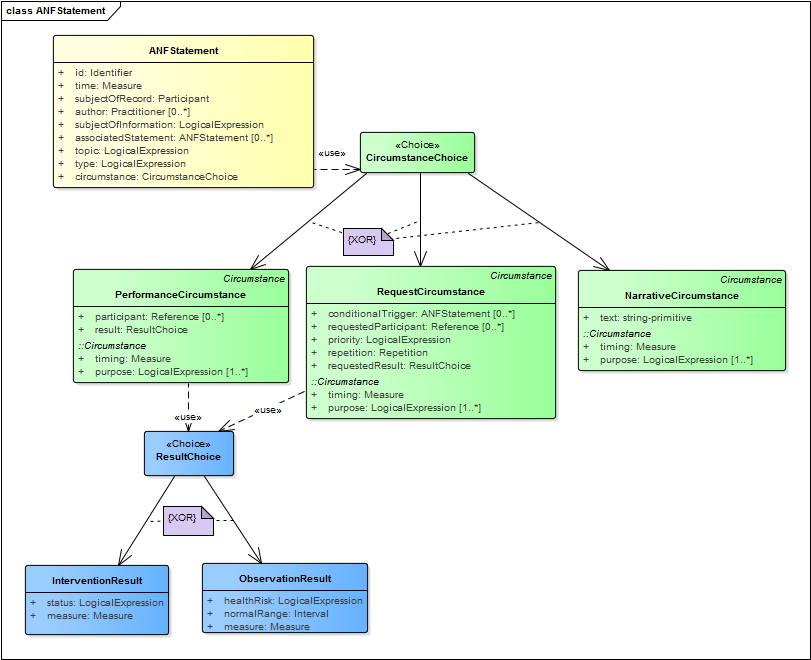 class ANFStatement
ANFStatement
+ id: Identifier
+ time: Measure
+ subjectOfRecord: Participant
+ author: Practitioner [0..*]
+ subjectOfInformation: LogicalExpression
+ associatedStatement: ANFStatement [0..*]
+ topic: LogicalExpression
+ type: LogicalExpression
+ circumstance: CircumstanceChoice
«use»
«Choice»
CircumstanceChoice
{XOR}
Circumstance
PerformanceCircumstance
+ participant: Reference [0..*]
+ result: ResultChoice
::Circumstance
+ timing: Measure
+ purpose: LogicalExpression [1..*]
Circumstance
RequestCircumstance
+ conditionalTrigger: ANFStatement [0..*]
+ requestedParticipant: Reference [0..*]
+ priority: LogicalExpression
+ repetition: Repetition
+ requestedResult: ResultChoice
::Circumstance
+ timing: Measure
+ purpose: LogicalExpression [1..*]
Circumstance
NarrativeCircumstance
+ text: string-primitive
::Circumstance
+ timing: Measure
+ purpose: LogicalExpression [1..*]
«use»
«use»
«Choice»
ResultChoice
{XOR}
InterventionResult
+ status: LogicalExpression
+ measure: Measure
ObservationResult
+ healthRisk: LogicalExpression
+ normalRange: Interval
+ measure: Measure